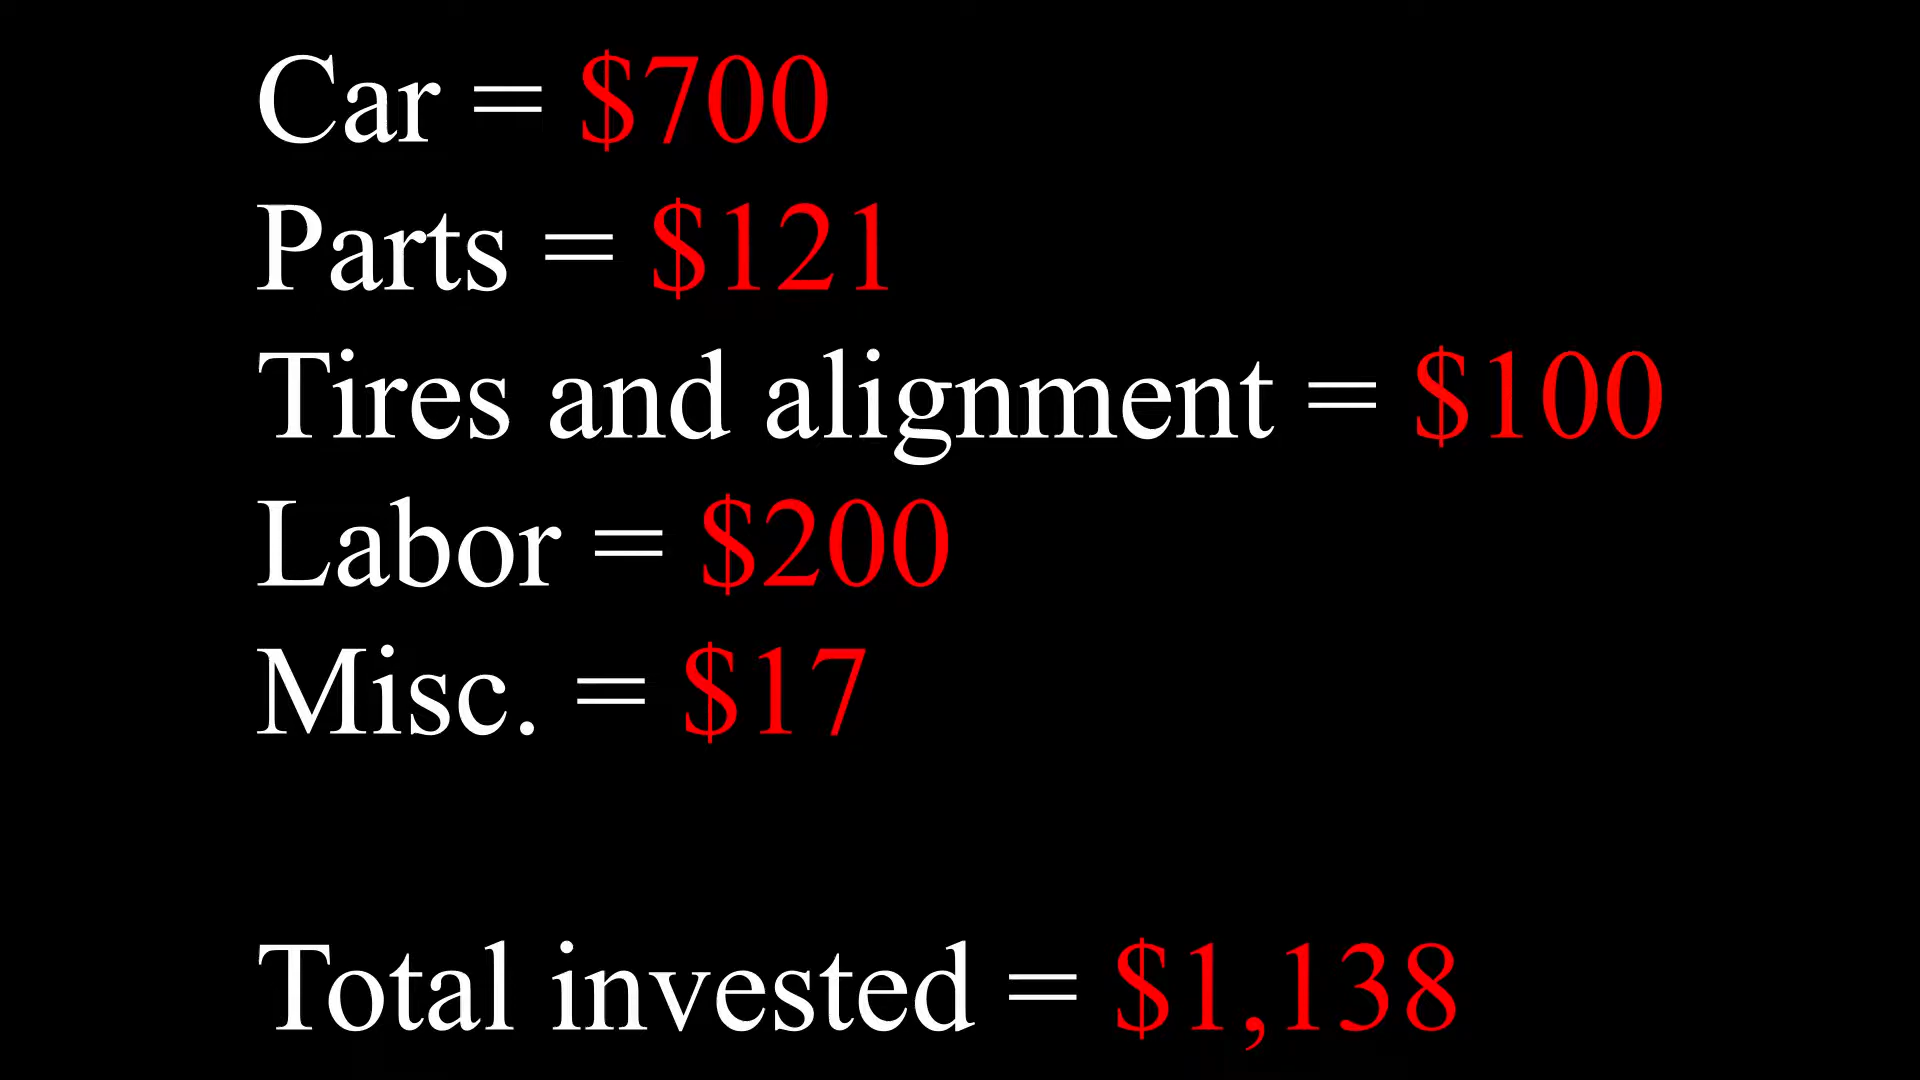 Car = $700
Parts = $121
Tires and alignment = $100
Labor = $200
Misc. = $17
Total invested = $1,138